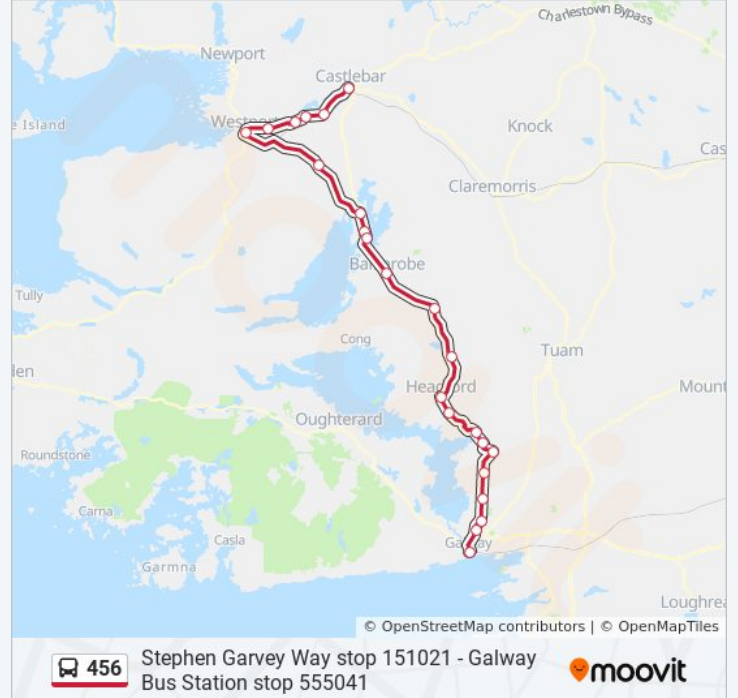 Charlestown Bypass
Newport
Castlebar
e Island
Westport
Knock
Cas
Claremorris
Ballinrobe
Tully
Cong
Tuam
len
Headford
Mount
Oughterard
Roundstone
Carna
Casla
Galway
Garmna
Loughrea
© OpenStreetMap contributors | © OpenMapTiles
456
Stephen Garvey Way stop 151021 - Galway
Bus Station stop 555041
moovit